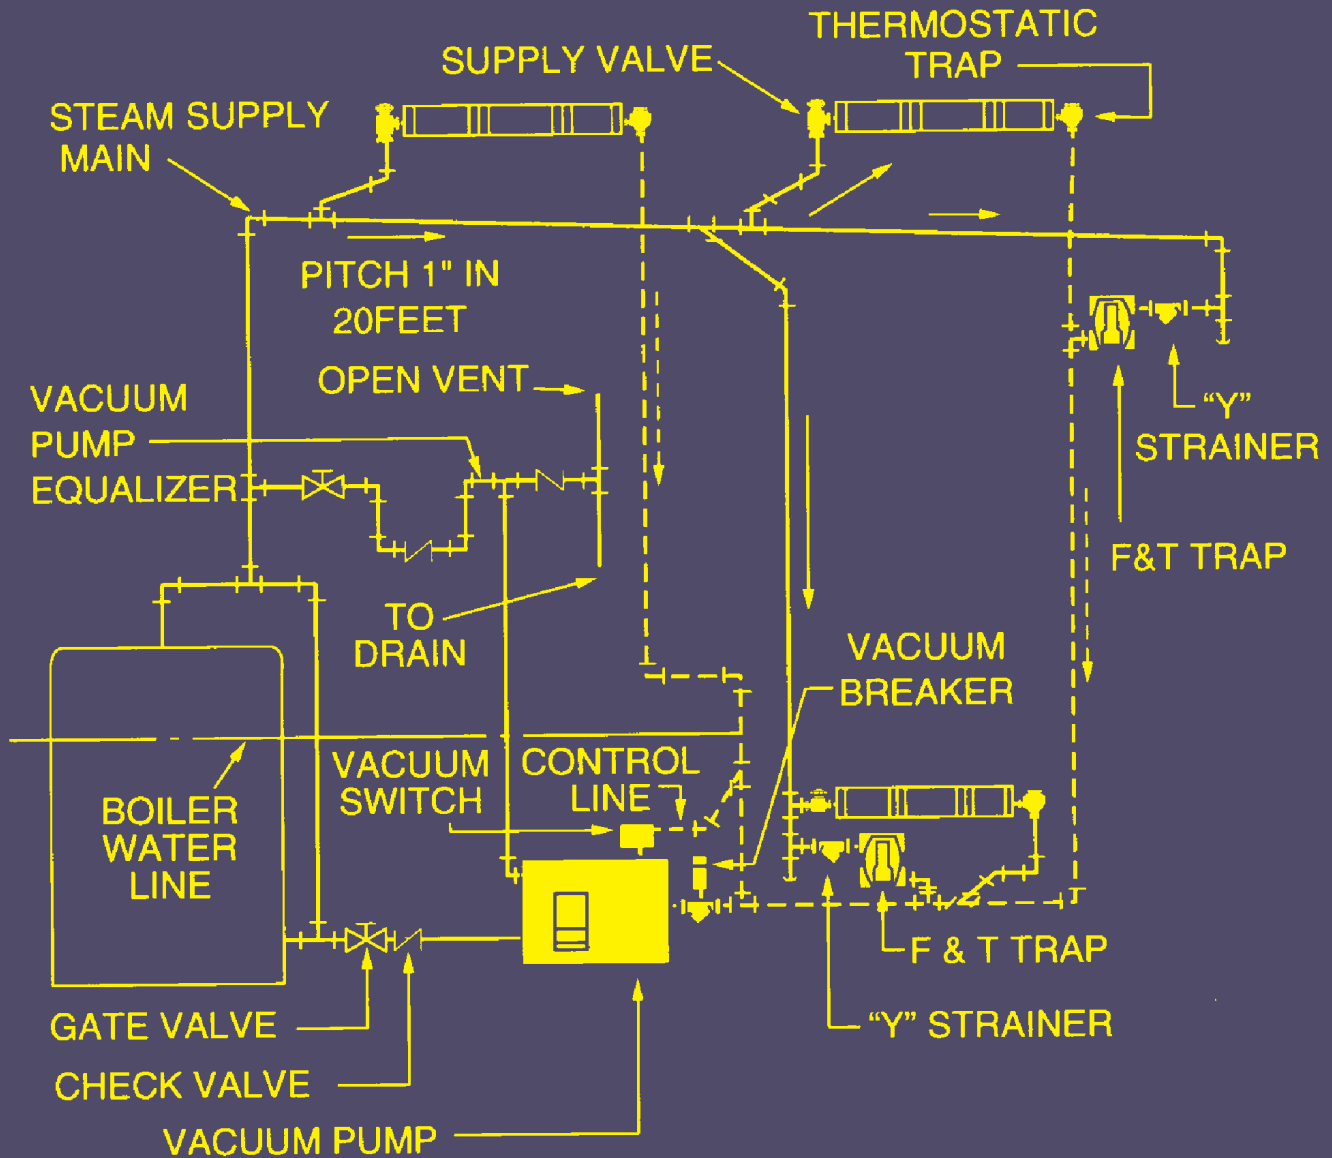 THERMOSTATIC
TRAP
SUPPLY VALVE
STEAM SUPPLY
MAIN
PITCH 1" IN
20FEET
OPEN VENT
VACUUM
PUMP
EQUALIZER
“Y”
STRAINER
F&T TRAP
TO
DRAIN
VACUUM
BREAKER
VACUUM
SWITCH
CONTROL
LINE
BOILER
WATER
LINE
F & T TRAP
“Y” STRAINER
GATE VALVE
CHECK VALVE
VACUUM PUMP